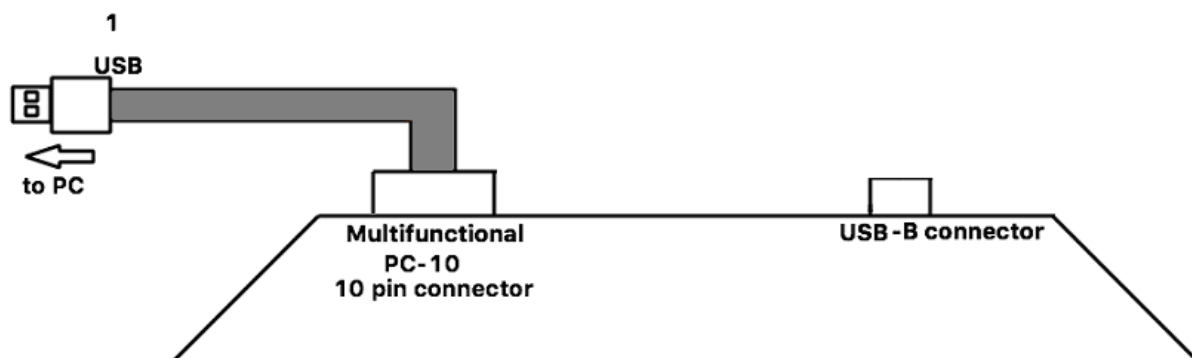 1
USB
to PC
Multifunctional
PC-10
10 pin connector
USB-B connector